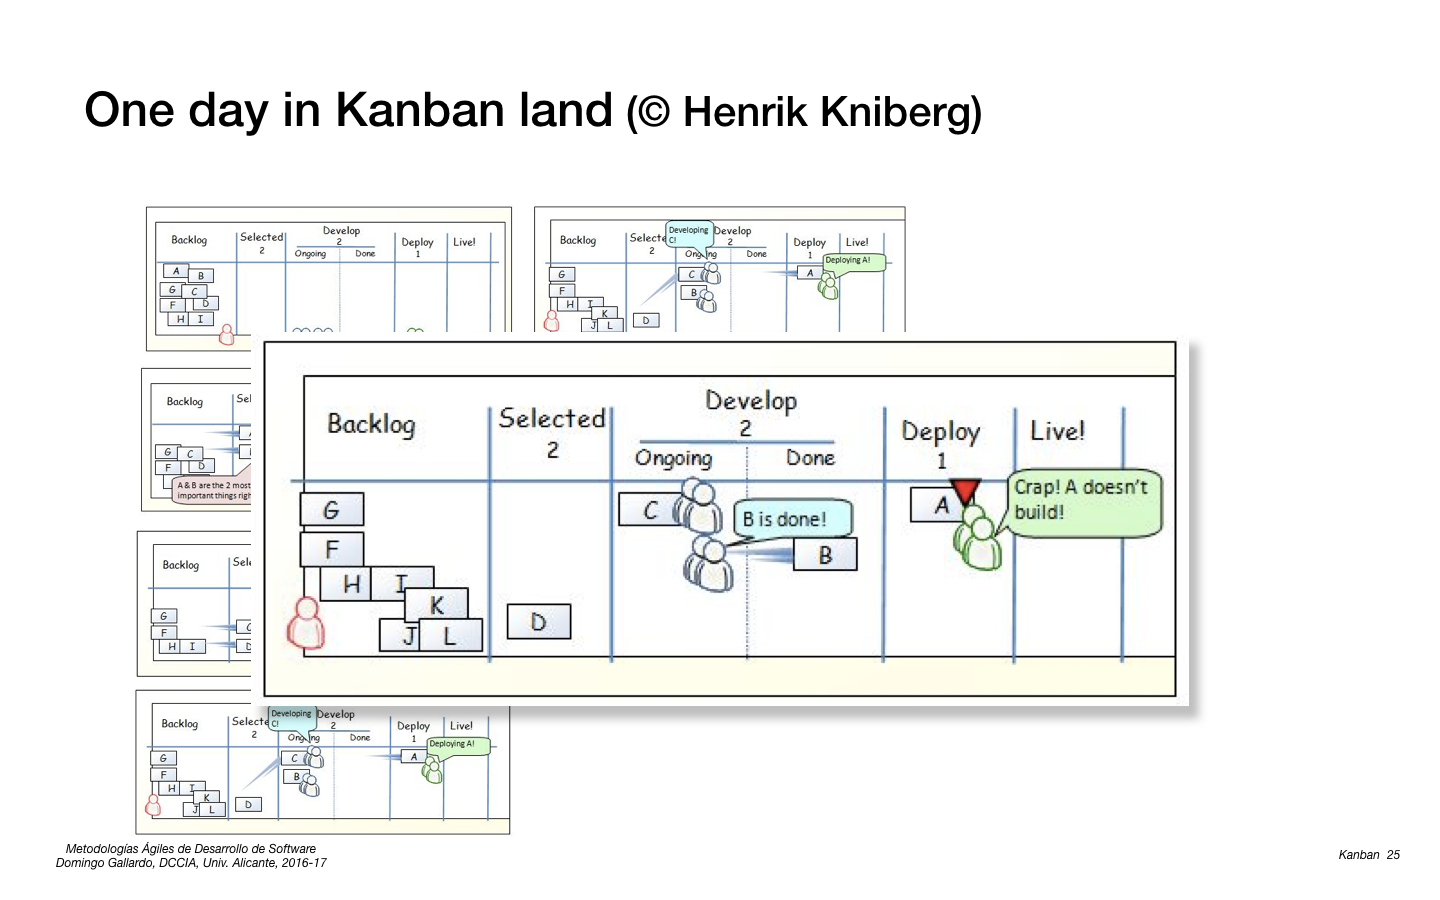 One day in Kanban land (© Henrik Kniberg)
Backlog
Selected
2
Develop
2
Ongoing
Done
Deploy
1
Live!
A
B
G
C
F
D
H
I
Backlog
Selecte
2
Developing
C!
Develop
2
Ongoing
Done
Deploy
1
Live!
Deploying A!
G
C
A
F
B
H
I
K
J
L
D
Backlog
Sel
G
C
F
D
A & B are the 2 most
important things righ
Backlog
Sele
G
F
H
I
Backlog
Selected
2
Develop
2
Ongoing
Done
Deploy
1
Live!
G
C
B is done!
A
Crap! A doesn't
build!
F
B
H
I
K
J
L
D
Backlog
Selecte
2
Developing
C!
Develop
2
Ongoing
Done
Deploy
1
Live!
Deploying A!
G
C
A
F
B
H
I
K
J
L
D
Metodologías Ágiles de Desarrollo de Software
Domingo Gallardo, DCCIA, Univ. Alicante, 2016-17
Kanban 25